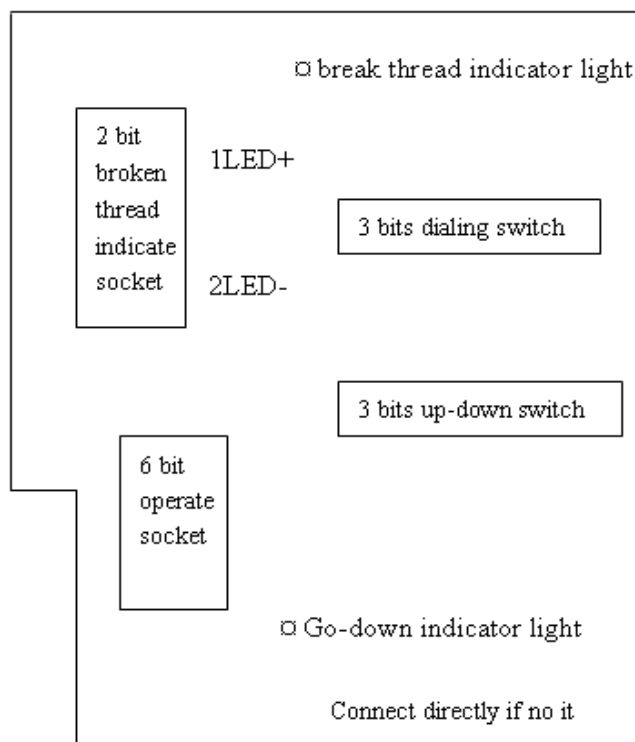 ¤ break thread indicator light
2 bit
broken
thread
indicate
socket
1LED+
3 bits dialing switch
2LED-
3 bits up-down switch
6 bit
operate
socket
¤ Go-down indicator light
Connect directly if no it